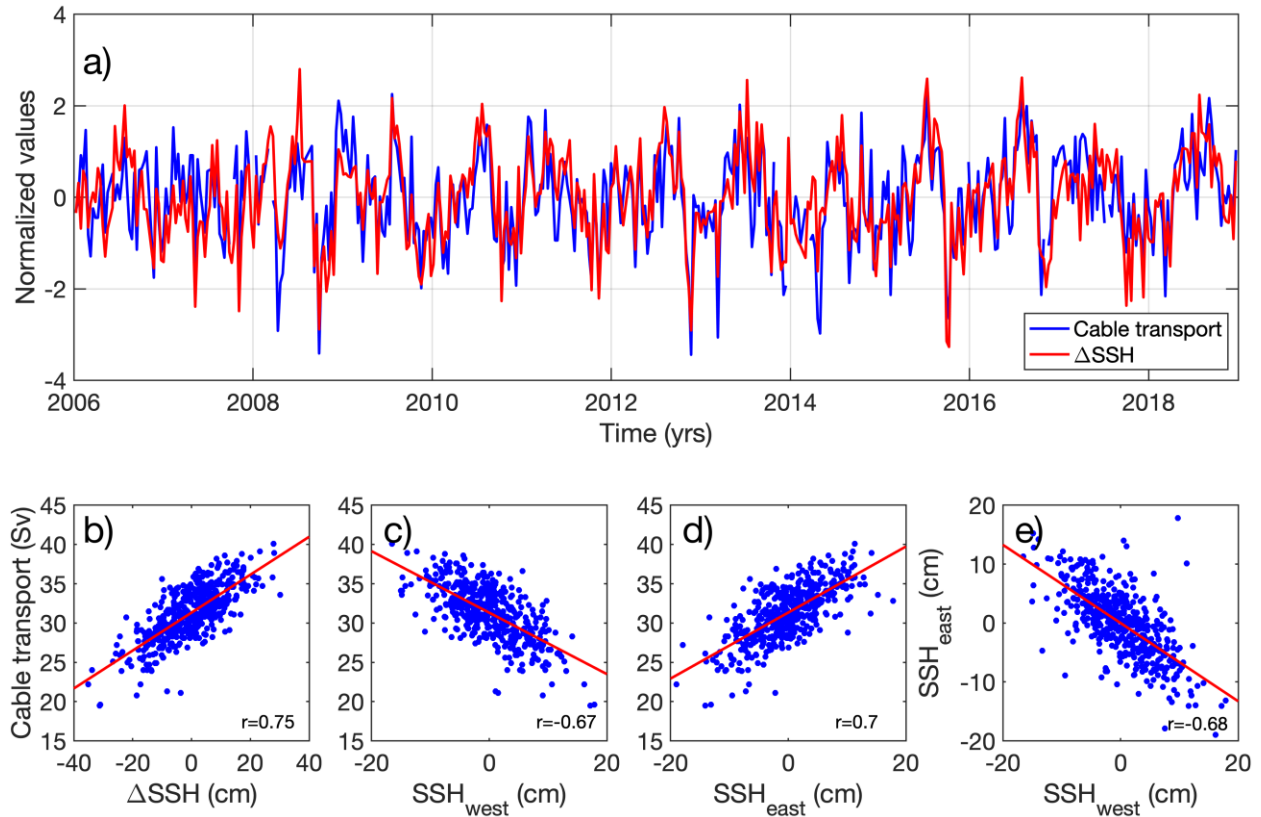 a)
4
2
0
-2
-4
Normalized values
2006 2008 2010 2012 2014 2016 2018
Time (yrs)
Cable transport
ΔSSH
b)
45
40
35
30
25
20
15
Cable transport (Sv)
r=0.75
-40 -20 0 20 40
ΔSSH (cm)
c)
45
40
35
30
25
20
15
r=-0.67
-20 0 20
SSH_west (cm)
d)
45
40
35
30
25
20
15
r=0.7
-20 0 20
SSH_east (cm)
e)
20
10
0
-10
-20
SSH_east (cm)
r=-0.68
-20 0 20
SSH_west (cm)